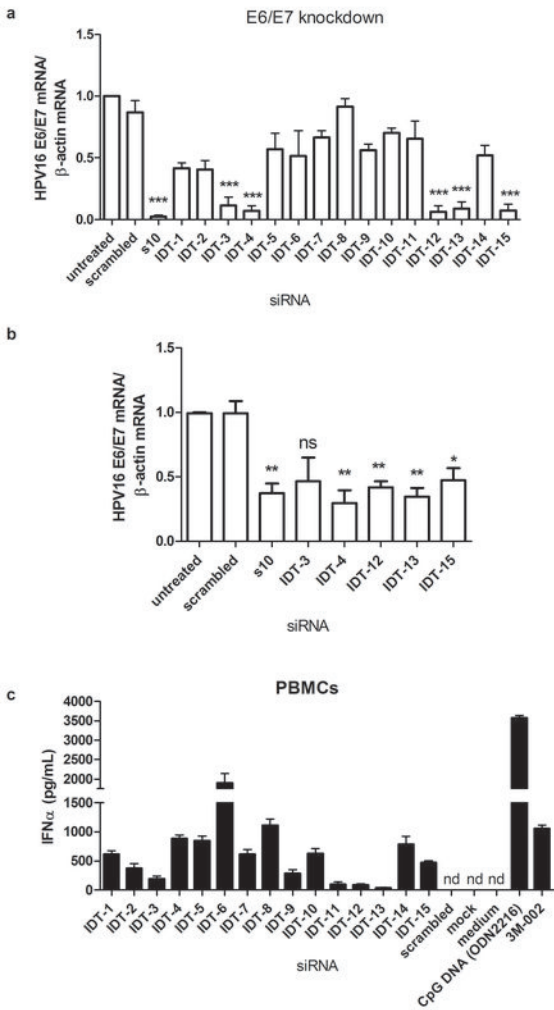 a
E6/E7 knockdown
HPV16 E6/E7 mRNA/
β-actin mRNA
1.5
1.0
0.5
0.0
***
***
***
***
***
***
untreated
scrambled
s10
IDT-1
IDT-2
IDT-3
IDT-4
IDT-5
IDT-6
IDT-7
IDT-8
IDT-9
IDT-10
IDT-11
IDT-12
IDT-13
IDT-14
IDT-15
siRNA
b
HPV16 E6/E7 mRNA/
β-actin mRNA
1.5
1.0
0.5
0.0
**
ns
**
**
**
*
untreated
scrambled
s10
IDT-3
IDT-4
IDT-12
IDT-13
IDT-15
siRNA
c
PBMCs
IFNα (pg/mL)
4000
3500
3000
2500
2000
1500
1000
500
0
nd nd nd
IDT-1
IDT-2
IDT-3
IDT-4
IDT-5
IDT-6
IDT-7
IDT-8
IDT-9
IDT-10
IDT-11
IDT-12
IDT-13
IDT-14
IDT-15
scrambled
mock
medium
CpG DNA (ODN2216)
3M-002
siRNA